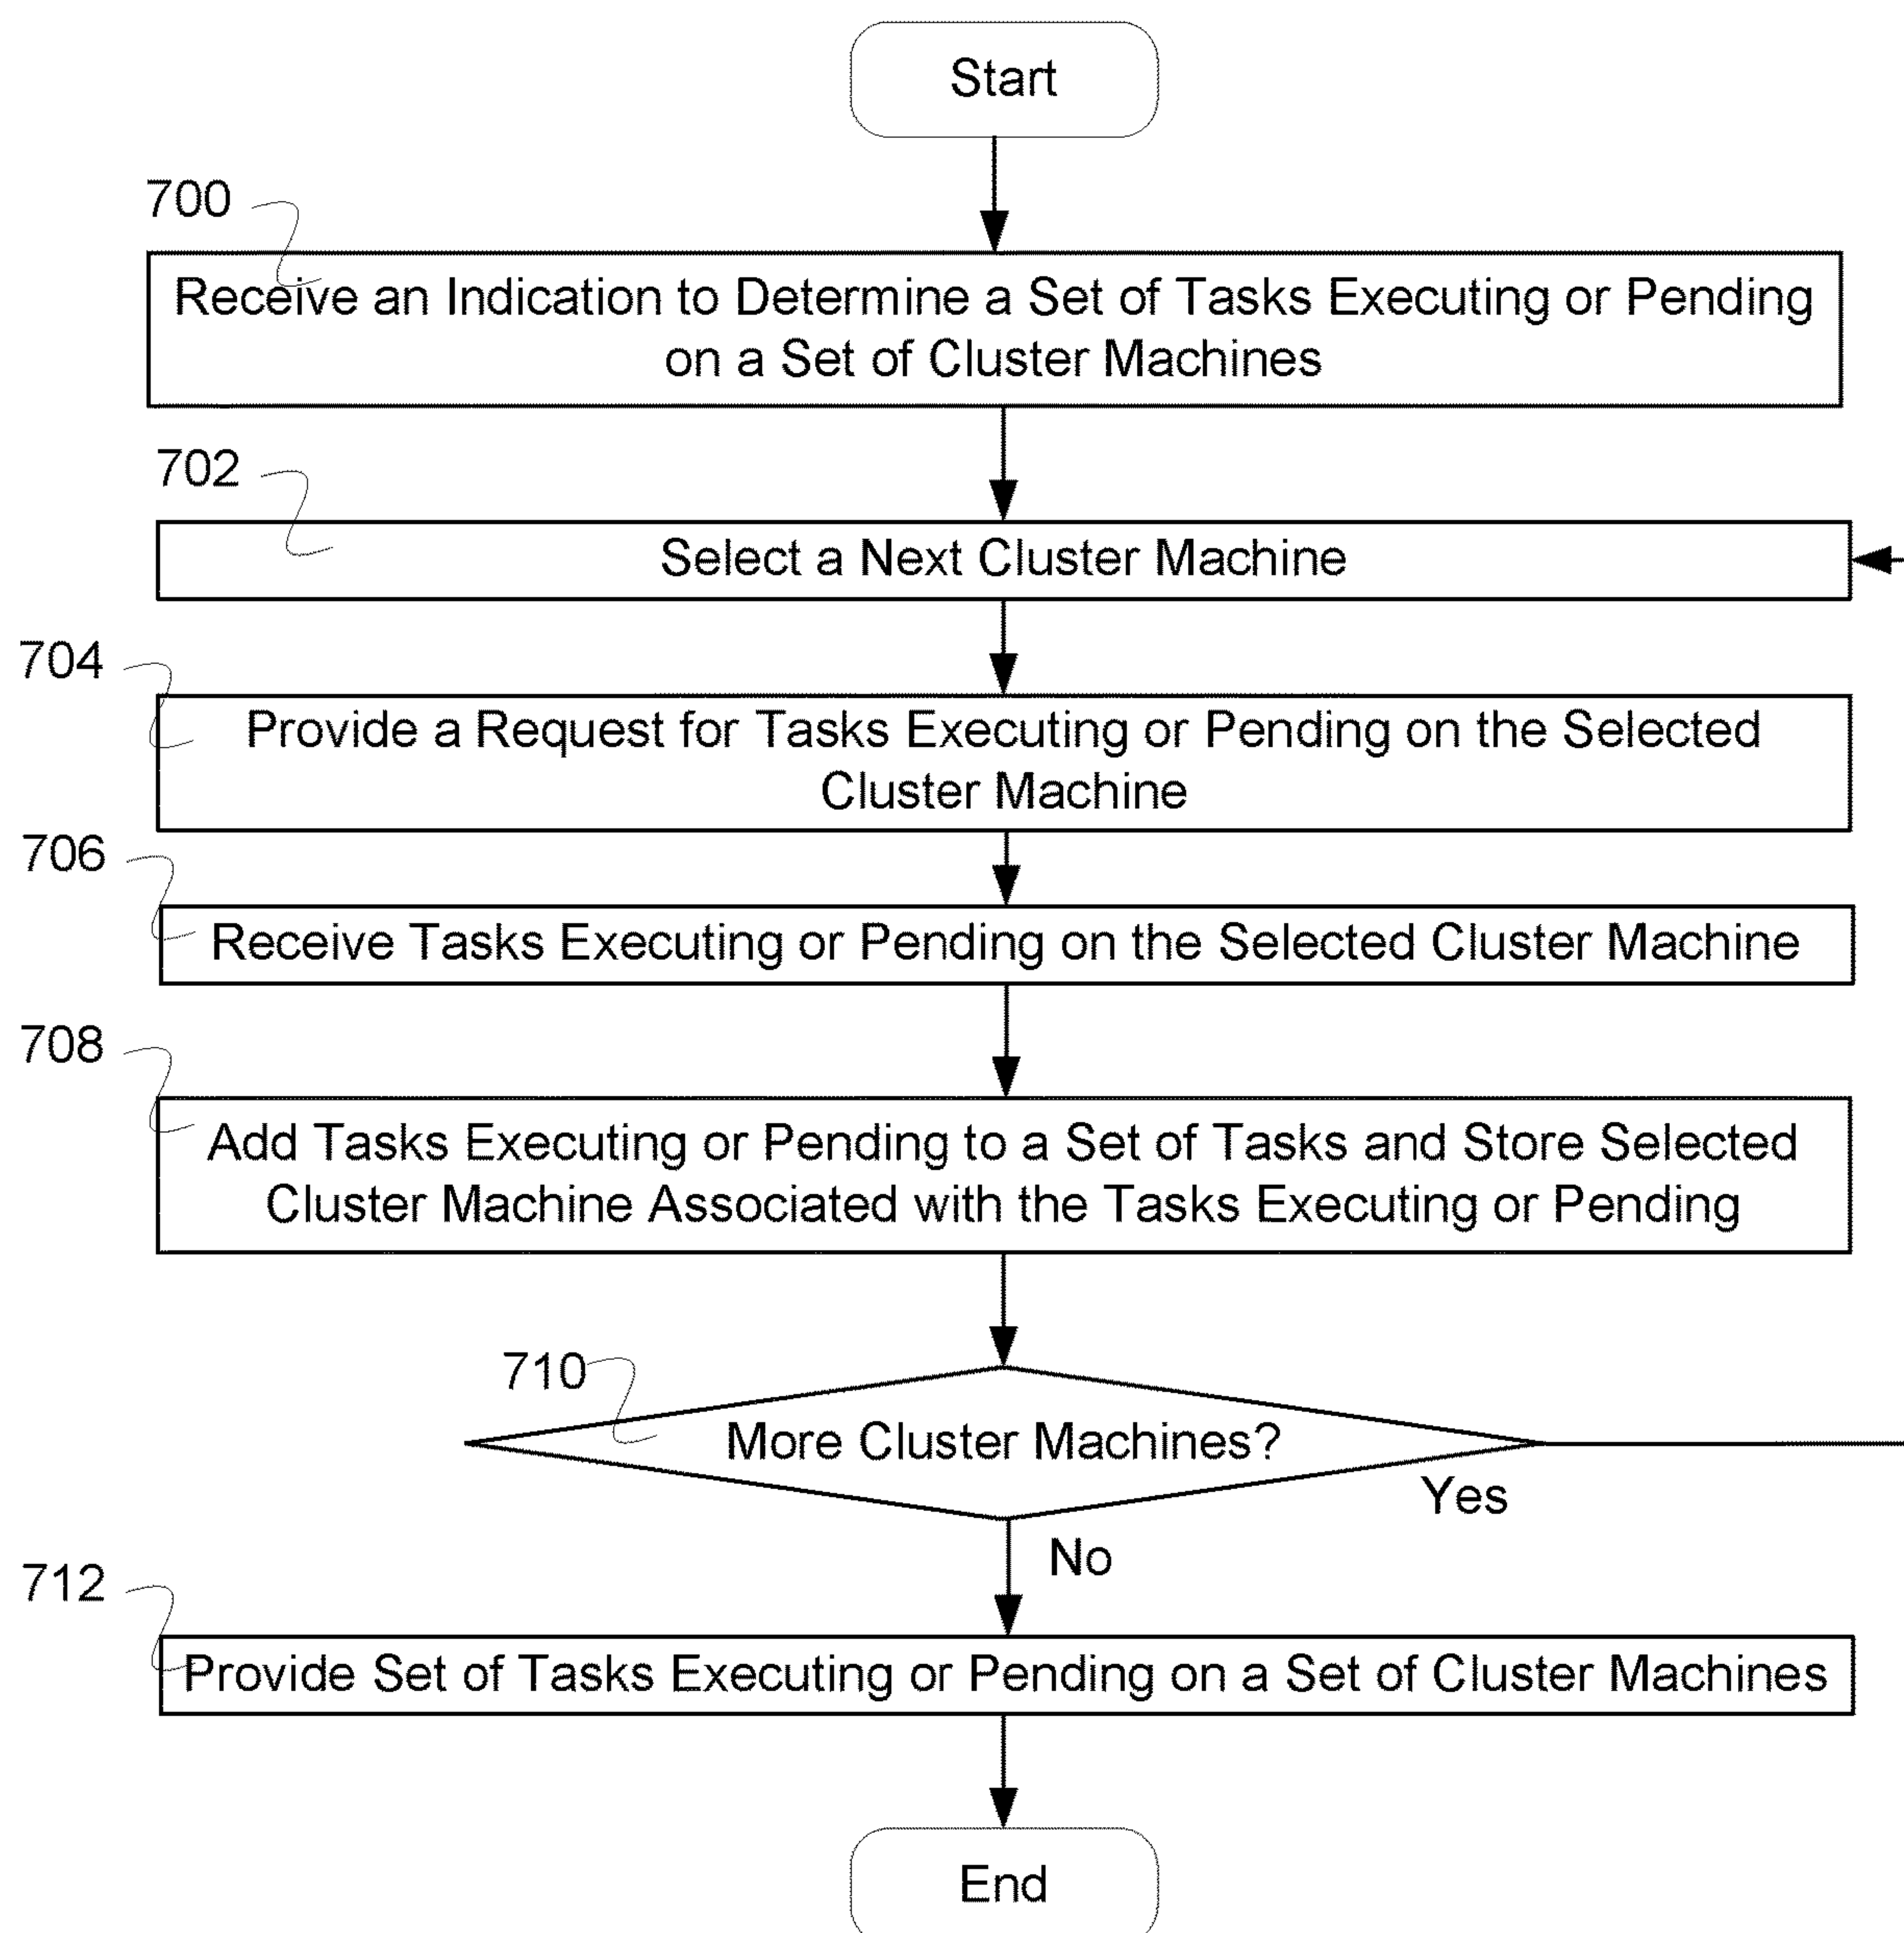 Start
700
Receive an Indication to Determine a Set of Tasks Executing or Pending
on a Set of Cluster Machines
702
Select a Next Cluster Machine
704
Provide a Request for Tasks Executing or Pending on the Selected
Cluster Machine
706
Receive Tasks Executing or Pending on the Selected Cluster Machine
708
Add Tasks Executing or Pending to a Set of Tasks and Store Selected
Cluster Machine Associated with the Tasks Executing or Pending
710
More Cluster Machines?
Yes
No
712
Provide Set of Tasks Executing or Pending on a Set of Cluster Machines
End